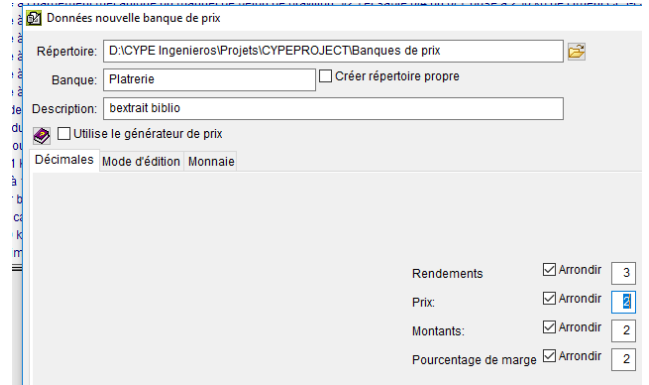 Données nouvelle banque de prix
Répertoire: D:\CYPE Ingenieros\Projets\CYPEPROJECT\Banques de prix
Banque: Platrerie Créer répertoire propre
Description: bextrait biblio
Utilise le générateur de prix
Décimales Mode d'édition Monnaie
Rendements Arrondir 3
Prix: Arrondir 2
Montants: Arrondir 2
Pourcentage de marge Arrondir 2